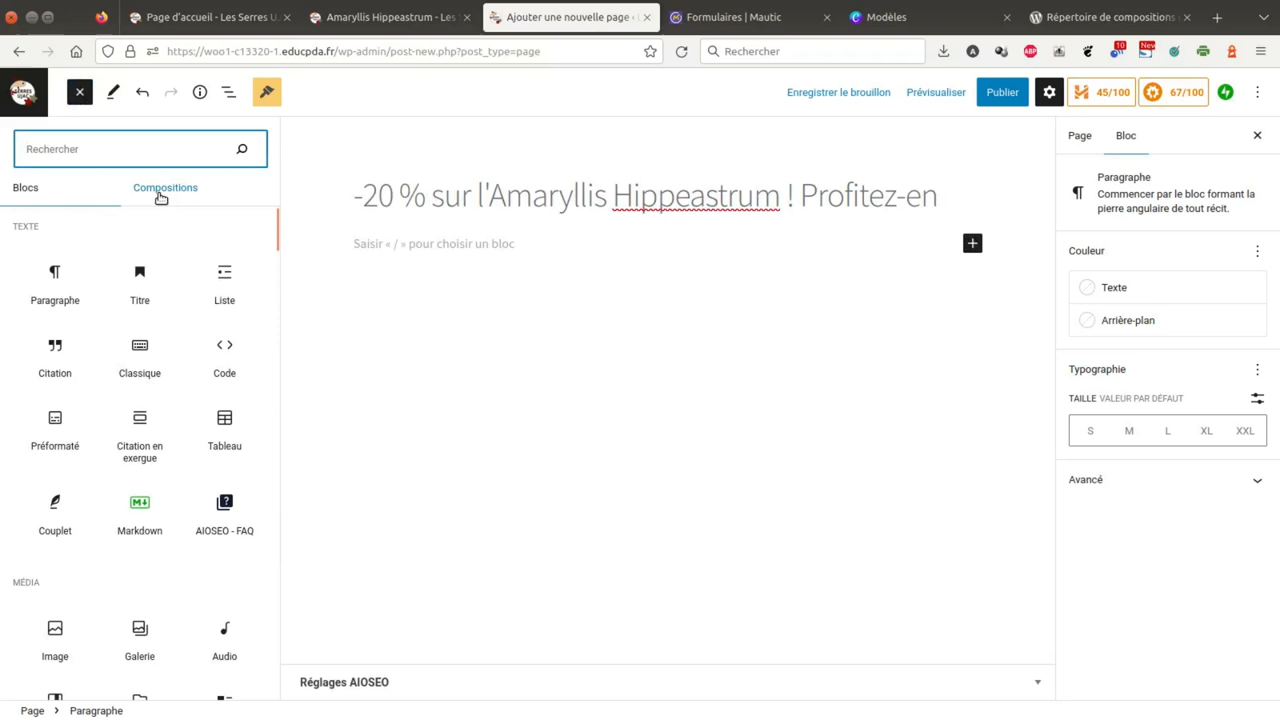 Page d'accueil - Les Serres U
Amaryllis Hippeastrum - Les
Ajouter une nouvelle page
Formulaires | Mautic
Modèles
Répertoire de compositions
https://woo1-c13320-1.educpda.fr/wp-admin/post-new.php?post_type=page
Rechercher
ABP
10
New
Enregistrer le brouillon
Prévisualiser
Publier
45/100
67/100
Rechercher
Blocs
Compositions
TEXTE
Paragraphe
Titre
Liste
Citation
Classique
Code
Préformaté
Citation en
exergue
Tableau
Couplet
Markdown
AIOSEO - FAQ
MÉDIA
Image
Galerie
Audio
-20 % sur l'Amaryllis Hippeastrum ! Profitez-en
Saisir « / » pour choisir un bloc
Réglages AIOSEO
Page
Bloc
Paragraphe
Commencer par le bloc formant la
pierre angulaire de tout récit.
Couleur
Texte
Arrière-plan
Typographie
TAILLE VALEUR PAR DÉFAUT
S M L XL XXL
Avancé
Page > Paragraphe